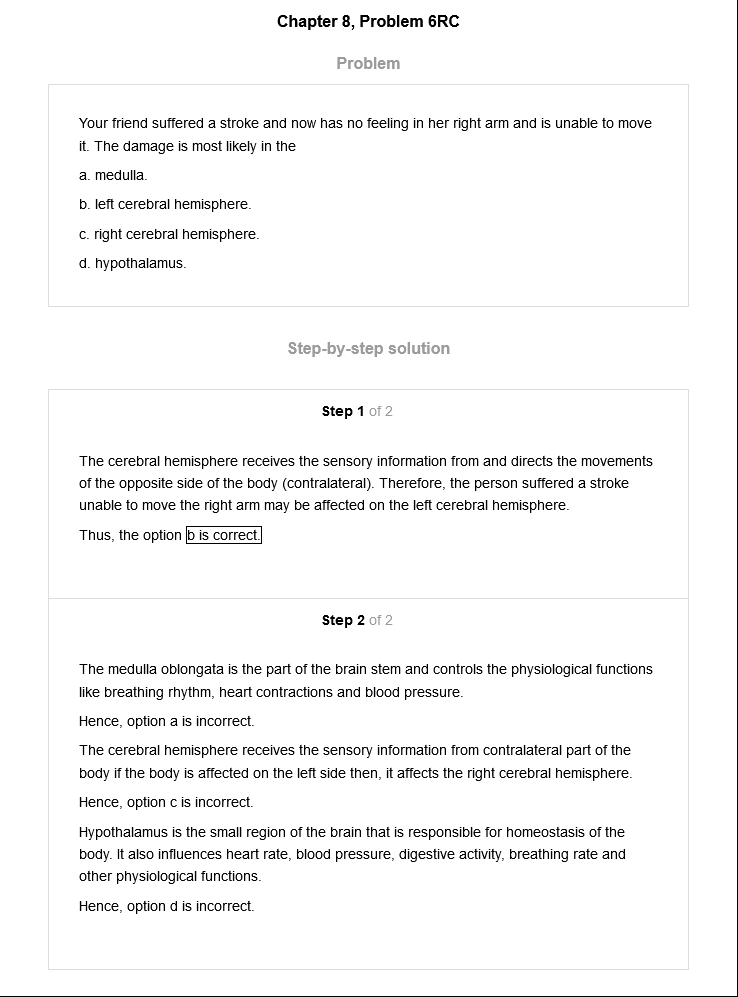 Chapter 8, Problem 6RC
Problem
Your friend suffered a stroke and now has no feeling in her right arm and is unable to move
it. The damage is most likely in the
a. medulla.
b. left cerebral hemisphere.
c. right cerebral hemisphere.
d. hypothalamus.
Step-by-step solution
Step 1 of 2
The cerebral hemisphere receives the sensory information from and directs the movements
of the opposite side of the body (contralateral). Therefore, the person suffered a stroke
unable to move the right arm may be affected on the left cerebral hemisphere.
Thus, the option b is correct.
Step 2 of 2
The medulla oblongata is the part of the brain stem and controls the physiological functions
like breathing rhythm, heart contractions and blood pressure.
Hence, option a is incorrect.
The cerebral hemisphere receives the sensory information from contralateral part of the
body if the body is affected on the left side then, it affects the right cerebral hemisphere.
Hence, option c is incorrect.
Hypothalamus is the small region of the brain that is responsible for homeostasis of the
body. It also influences heart rate, blood pressure, digestive activity, breathing rate and
other physiological functions.
Hence, option d is incorrect.